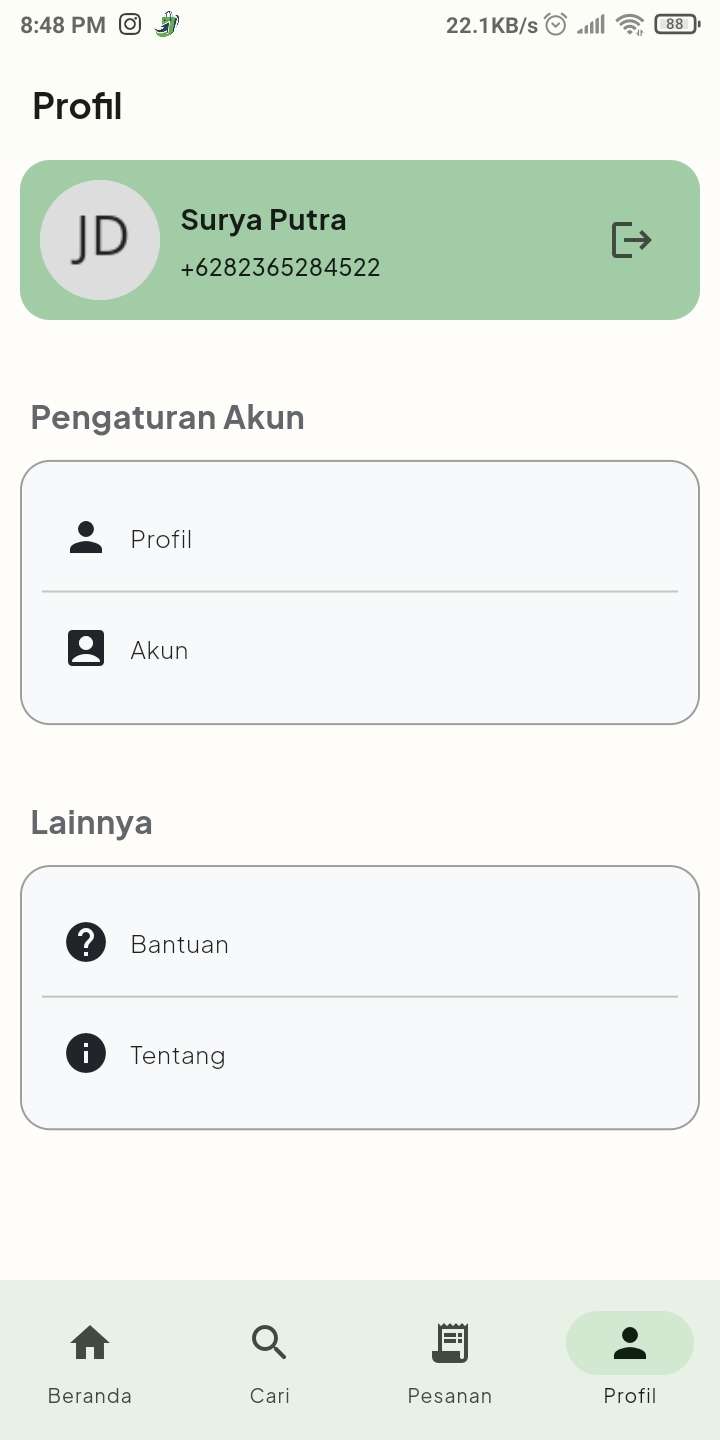 8:48 PM 22.1KB/s 88
Profil
JD
Surya Putra
+6282365284522
Pengaturan Akun
Profil
Akun
Lainnya
Bantuan
Tentang
Beranda Cari Pesanan Profil